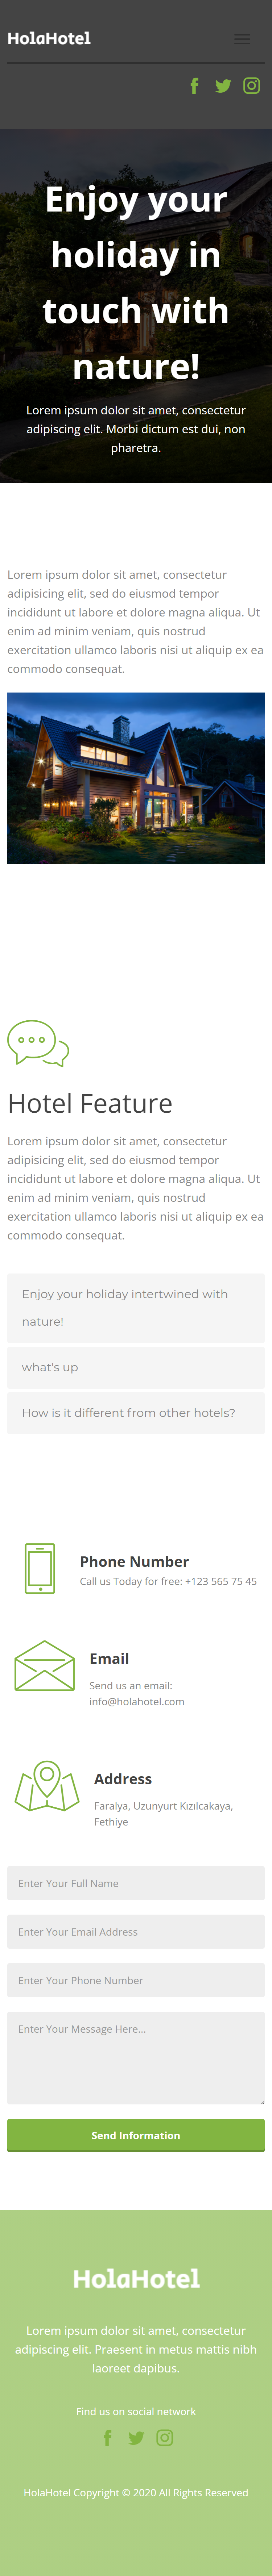 HolaHotel
Enjoy your
holiday in
touch with
nature!
Lorem ipsum dolor sit amet, consectetur
adipiscing elit. Morbi dictum est dui, non
pharetra.
Lorem ipsum dolor sit amet, consectetur
adipisicing elit, sed do eiusmod tempor
incididunt ut labore et dolore magna aliqua. Ut
enim ad minim veniam, quis nostrud
exercitation ullamco laboris nisi ut aliquip ex ea
commodo consequat.
Hotel Feature
Lorem ipsum dolor sit amet, consectetur
adipisicing elit, sed do eiusmod tempor
incididunt ut labore et dolore magna aliqua. Ut
enim ad minim veniam, quis nostrud
exercitation ullamco laboris nisi ut aliquip ex ea
commodo consequat.
Enjoy your holiday intertwined with
nature!
what's up
How is it different from other hotels?
Phone Number
Call us Today for free: +123 565 75 45
Email
Send us an email:
info@holahotel.com
Address
Faralya, Uzunyurt Kızılcakaya,
Fethiye
Enter Your Full Name
Enter Your Email Address
Enter Your Phone Number
Enter Your Message Here...
Send Information
HolaHotel
Lorem ipsum dolor sit amet, consectetur
adipiscing elit. Praesent in metus mattis nibh
laoreet dapibus.
Find us on social network
HolaHotel Copyright © 2020 All Rights Reserved